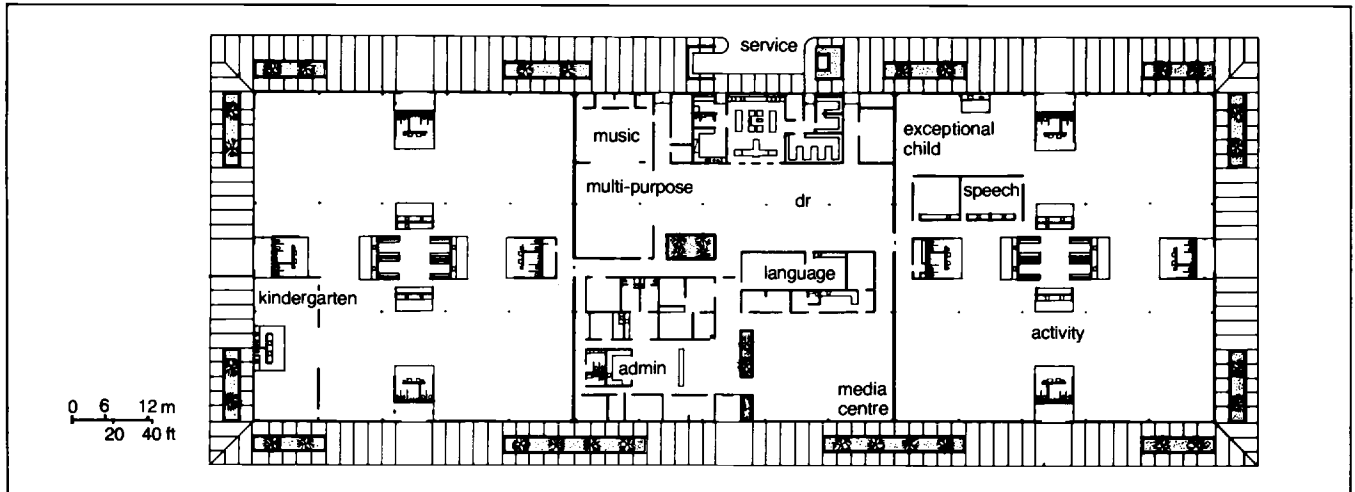 service
music
exceptional
child
multi-purpose
speech
dr
language
kindergarten
activity
admin
media
centre
0 6 12 m
20 40 ft